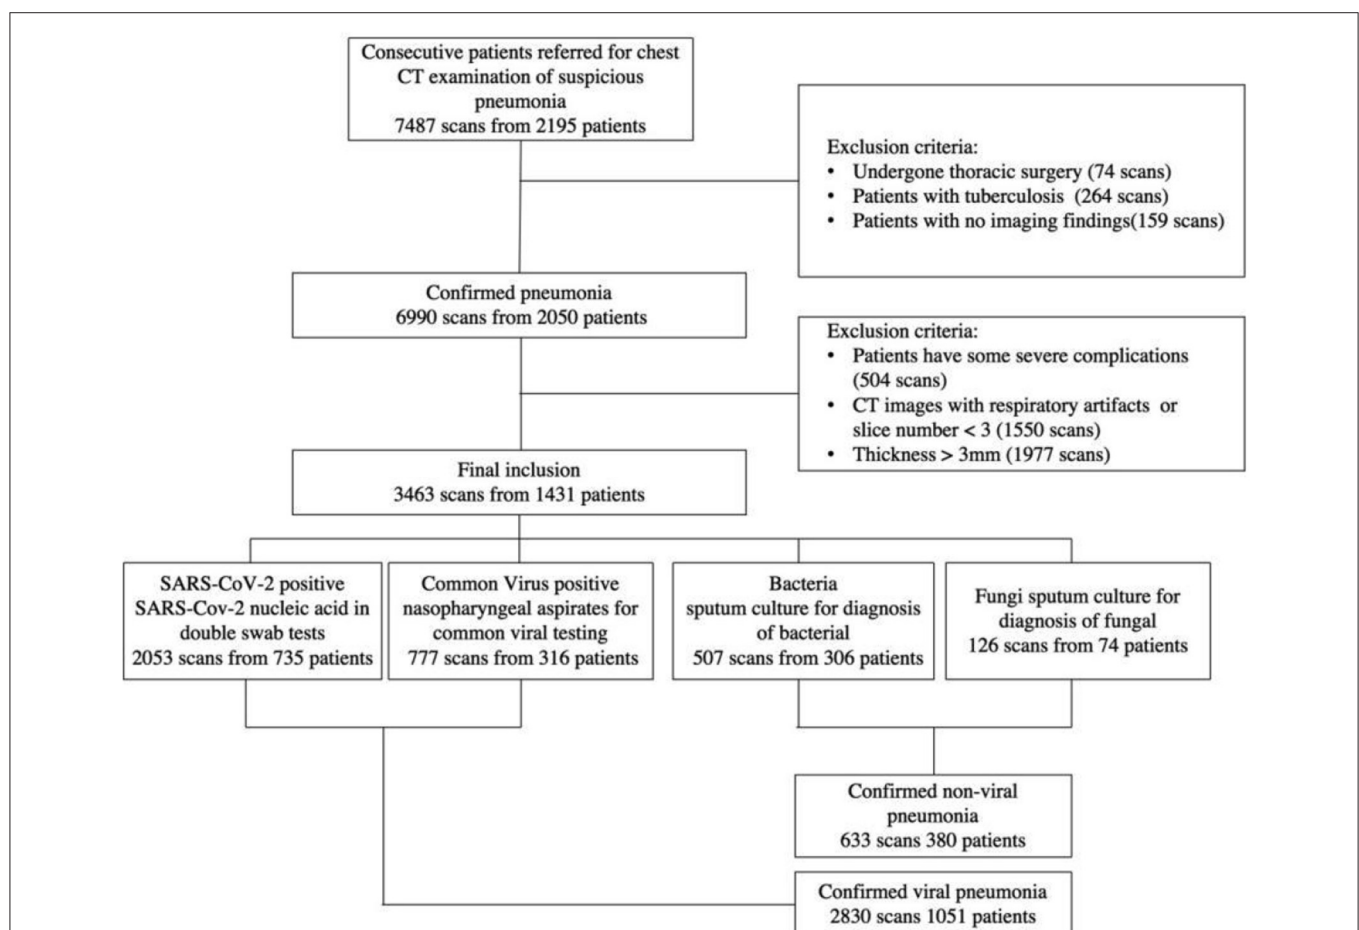 Consecutive patients referred for chest
CT examination of suspicious
pneumonia
7487 scans from 2195 patients
Exclusion criteria:
• Undergone thoracic surgery (74 scans)
• Patients with tuberculosis (264 scans)
• Patients with no imaging findings(159 scans)
Confirmed pneumonia
6990 scans from 2050 patients
Exclusion criteria:
• Patients have some severe complications
(504 scans)
• CT images with respiratory artifacts or
slice number < 3 (1550 scans)
• Thickness > 3mm (1977 scans)
Final inclusion
3463 scans from 1431 patients
SARS-CoV-2 positive
SARS-Cov-2 nucleic acid in
double swab tests
2053 scans from 735 patients
Common Virus positive
nasopharyngeal aspirates for
common viral testing
777 scans from 316 patients
Bacteria
sputum culture for diagnosis
of bacterial
507 scans from 306 patients
Fungi sputum culture for
diagnosis of fungal
126 scans from 74 patients
Confirmed non-viral
pneumonia
633 scans 380 patients
Confirmed viral pneumonia
2830 scans 1051 patients